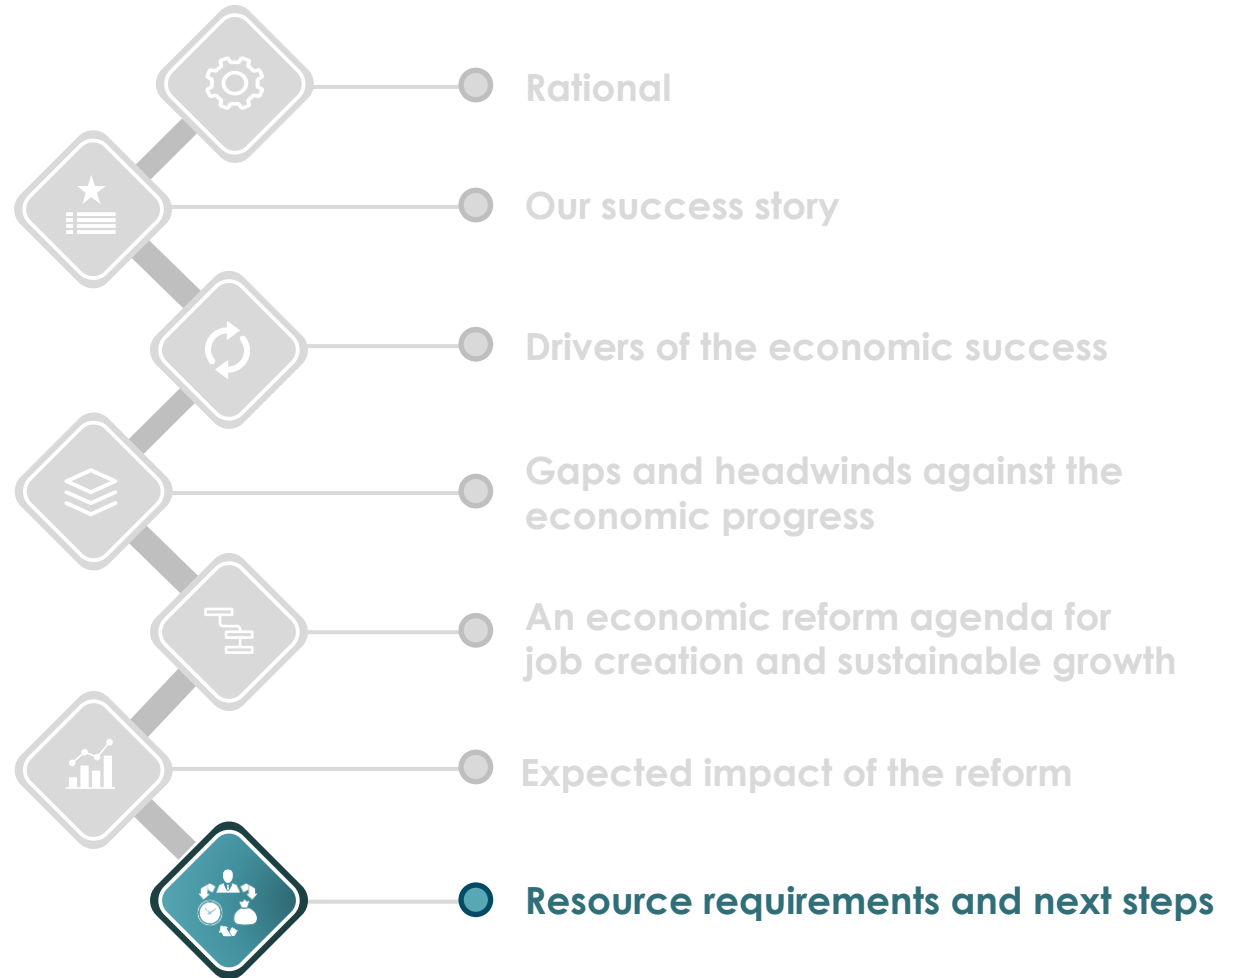 Rational
Our success story
Drivers of the economic success
Gaps and headwinds against the
economic progress
An economic reform agenda for
job creation and sustainable growth
Expected impact of the reform
Resource requirements and next steps